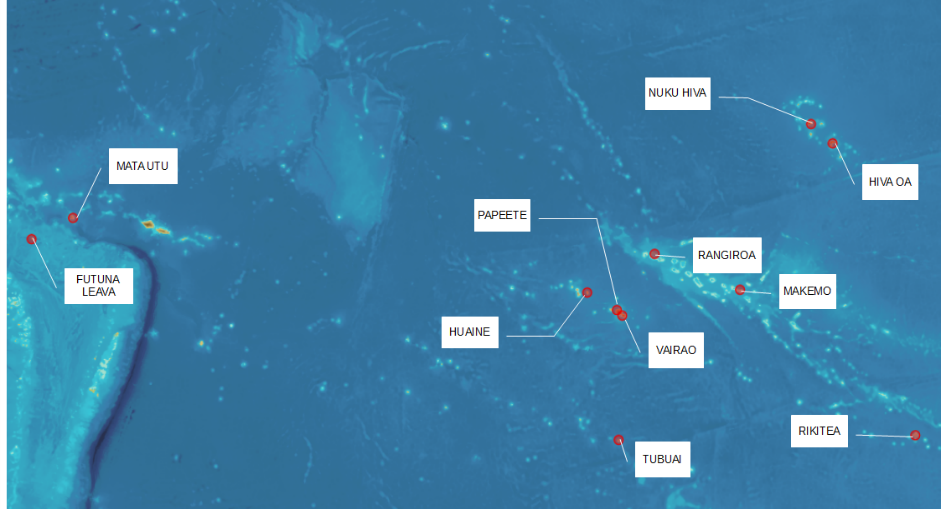 NUKU HIVA
MATA UTU
HIVA OA
PAPEETE
RANGIROA
FUTUNA
LEAVA
MAKEMO
HUAINE
VAIRAO
RIKITEA
TUBUAI